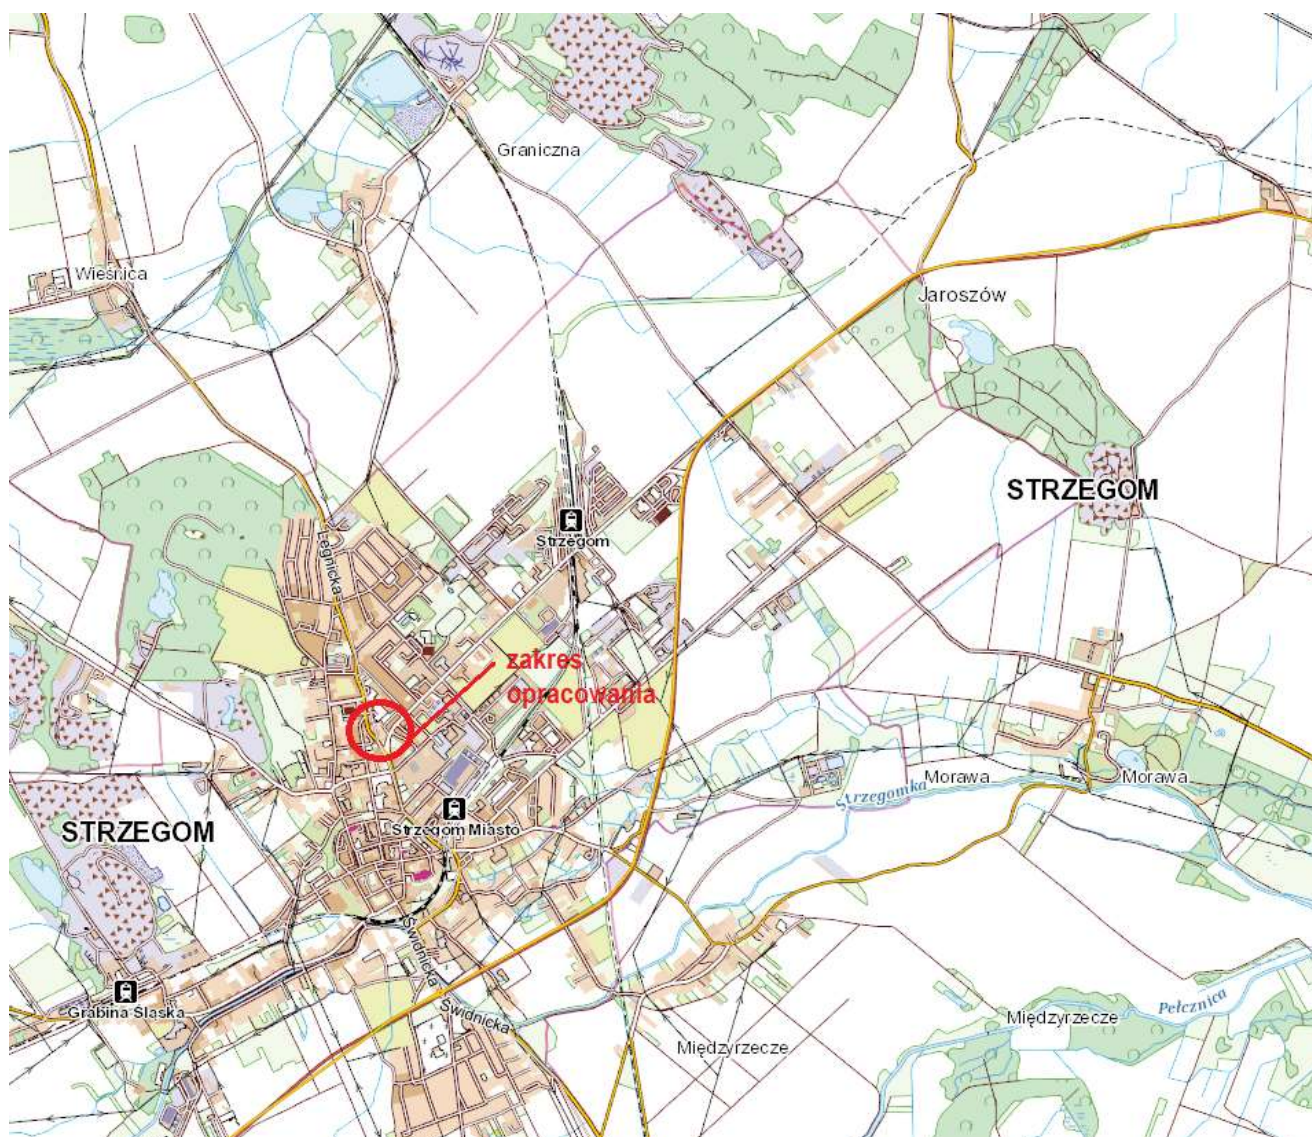 Graniczna
Wieśnica
Jaroszów
STRZEGOM
Legnicka
Strzegom
zakres
opracowania
Morawa
Morawa
Strzegomka
STRZEGOM
Strzegom Miasto
Świdnicka
Grabina Śląska
Świdnicka
Międzyrzecze
Pełcznica
Międzyrzecze